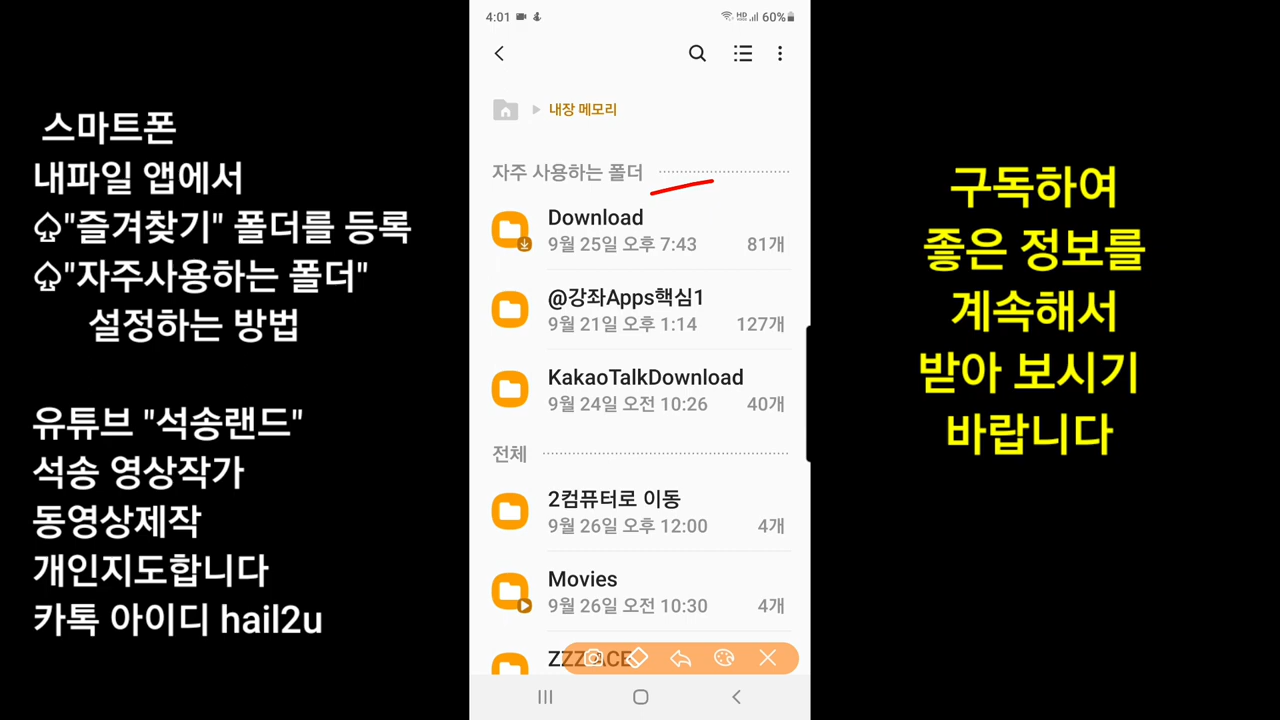 스마트폰
내파일 앱에서
♤"즐겨찾기" 폴더를 등록
♤"자주사용하는 폴더"
설정하는 방법
유튜브 "석송랜드"
석송 영상작가
동영상제작
개인지도합니다
카톡 아이디 hail2u
4:01
60%
내장 메모리
자주 사용하는 폴더
Download
9월 25일 오후 7:43 81개
@강좌Apps핵심1
9월 21일 오후 1:14 127개
KakaoTalkDownload
9월 24일 오전 10:26 40개
전체
2컴퓨터로 이동
9월 26일 오후 12:00 4개
Movies
9월 26일 오전 10:30 4개
구독하여
좋은 정보를
계속해서
받아 보시기
바랍니다